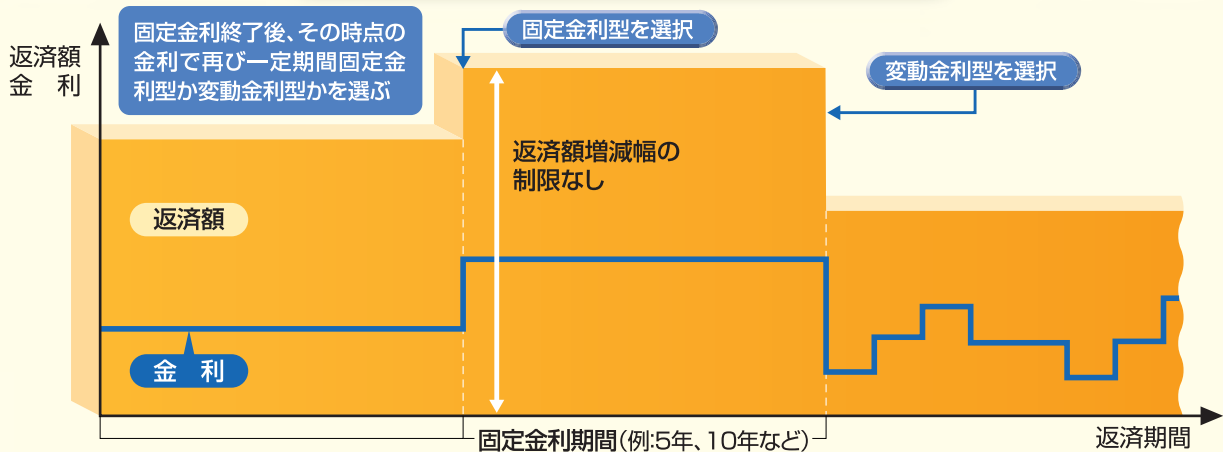 返済額
金　利
固定金利終了後、その時点の
金利で再び一定期間固定金
利型か変動金利型かを選ぶ
固定金利型を選択
変動金利型を選択
返済額増減幅の
制限なし
返済額
金　利
固定金利期間(例:5年、10年など)
返済期間